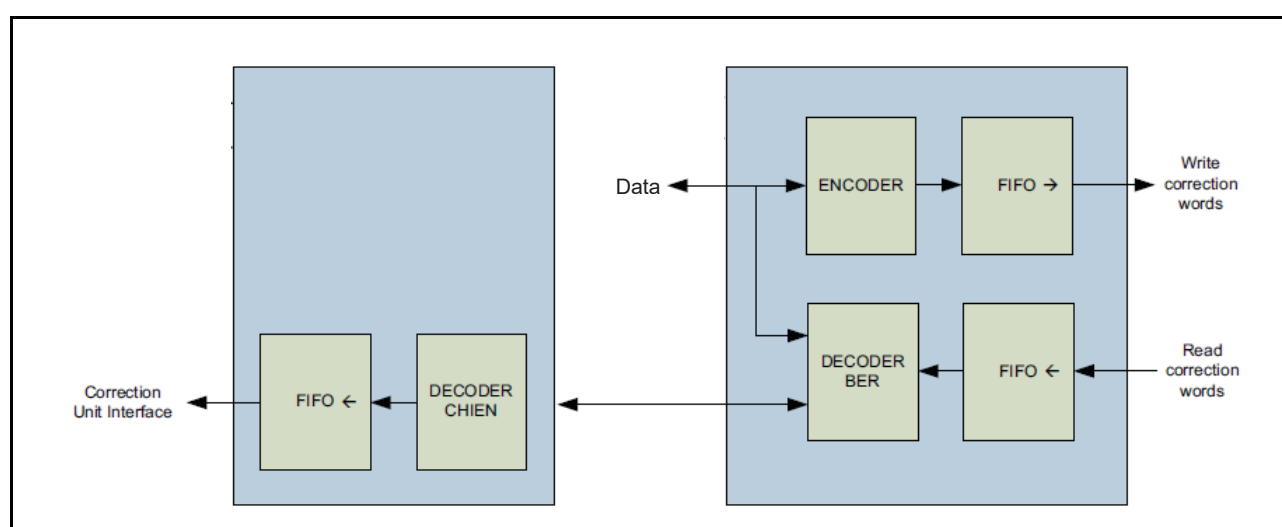 Data
ENCODER
FIFO →
Write
correction
words
Correction
Unit Interface
FIFO ←
DECODER
CHIEN
DECODER
BER
FIFO ←
Read
correction
words